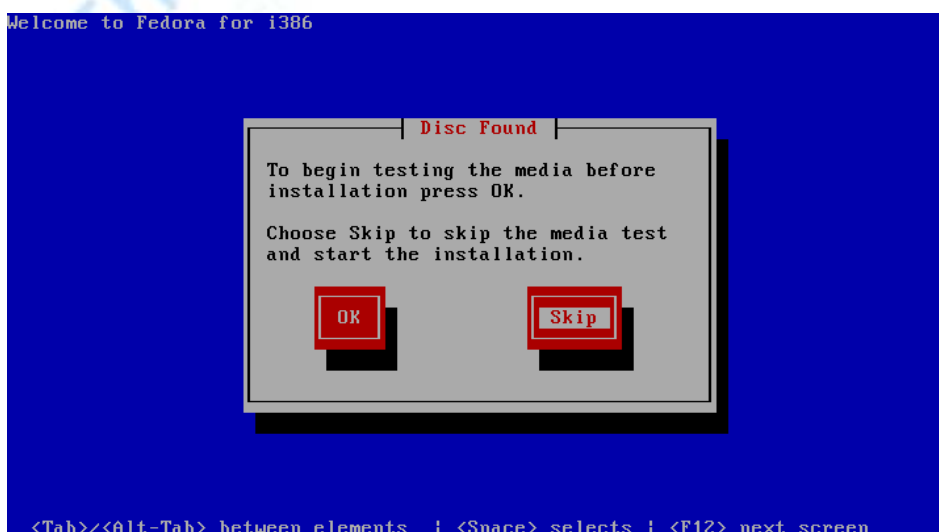 Welcome to Fedora for i386
Disc Found
To begin testing the media before
installation press OK.
Choose Skip to skip the media test
and start the installation.
OK Skip
<Tab>/<Alt-Tab> between elements | <Space> selects | <F12> next screen